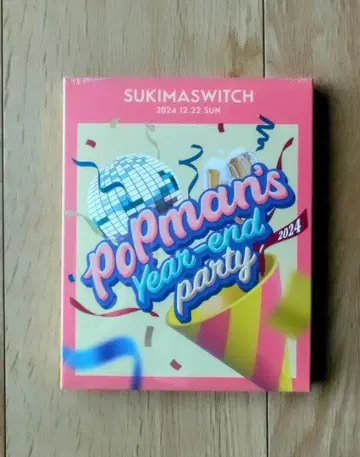 SUKIMASWITCH
2024.12.22 SUN
PoPman's
Year-end
party
2024